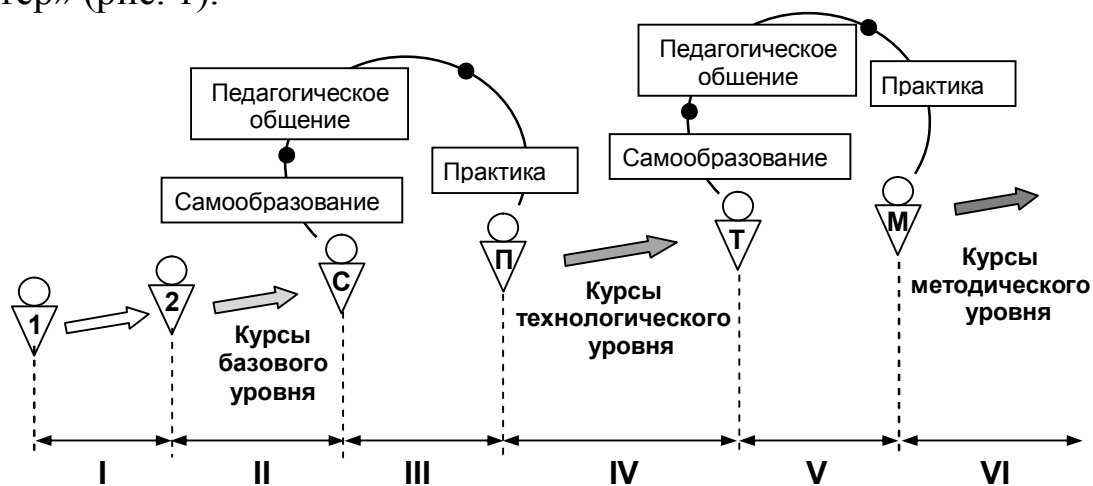 тер» (рис. 1).
Педагогическое
общение
Самообразование
Практика
Педагогическое
общение
Самообразование
Практика
1
2
С
П
Т
М
Курсы
базового
уровня
Курсы
технологического
уровня
Курсы
методического
уровня
I II III IV V VI